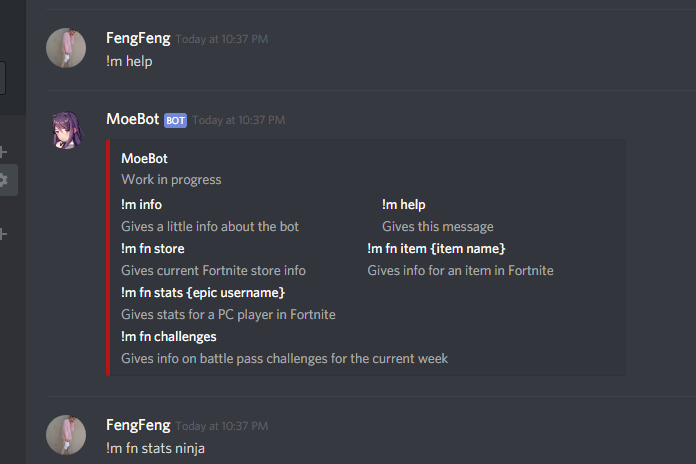 FengFeng Today at 10:37 PM
!m help
MoeBot BOT Today at 10:37 PM
MoeBot
Work in progress
!m info !m help
Gives a little info about the bot Gives this message
!m fn store !m fn item {item name}
Gives current Fortnite store info Gives info for an item in Fortnite
!m fn stats {epic username}
Gives stats for a PC player in Fortnite
!m fn challenges
Gives info on battle pass challenges for the current week
FengFeng Today at 10:37 PM
!m fn stats ninja